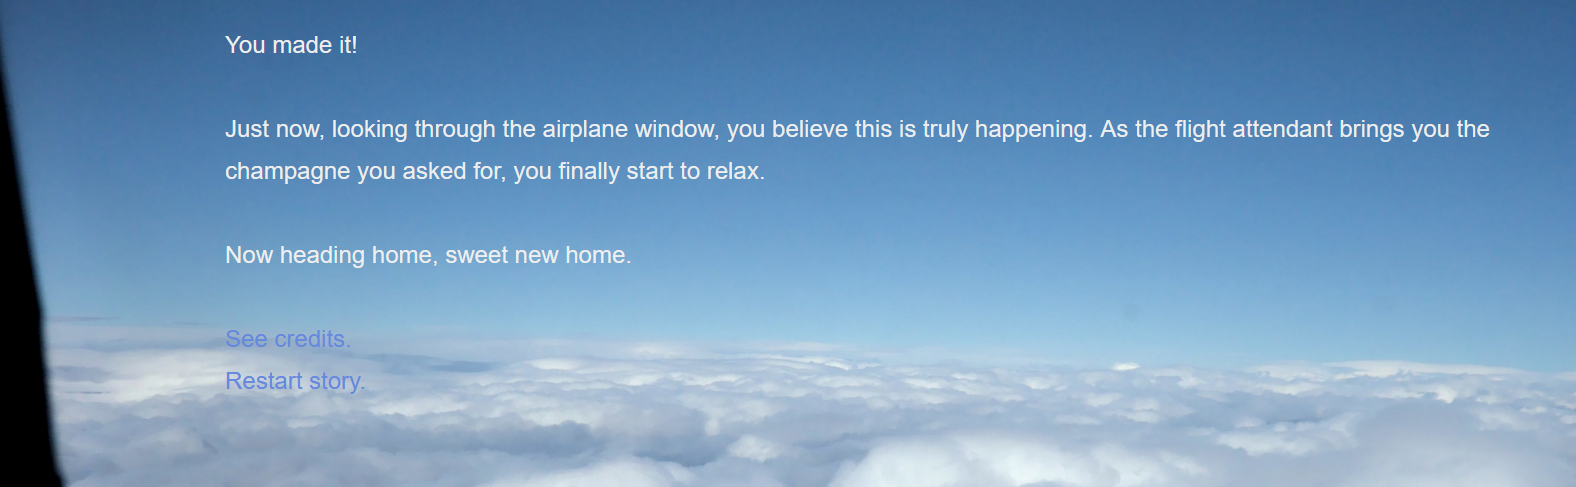 You made it!
Just now, looking through the airplane window, you believe this is truly happening. As the flight attendant brings you the
champagne you asked for, you finally start to relax.
Now heading home, sweet new home.
See credits.
Restart story.